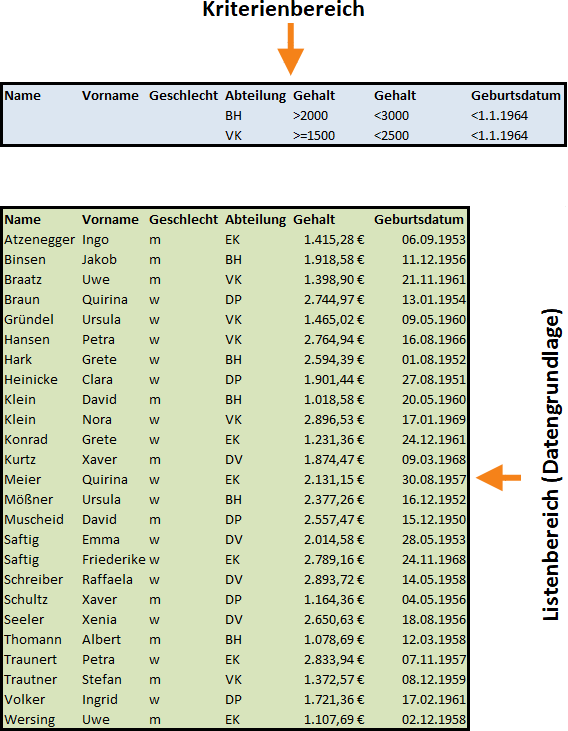 Kriterienbereich
Name Vorname Geschlecht Abteilung Gehalt Gehalt Geburtsdatum
BH >2000 <3000 <1.1.1964
VK >=1500 <2500 <1.1.1964
Name Vorname Geschlecht Abteilung Gehalt Geburtsdatum
Atzenegger Ingo m EK 1.415,28 € 06.09.1953
Binsen Jakob m BH 1.918,58 € 11.12.1956
Braatz Uwe m VK 1.398,90 € 21.11.1961
Braun Quirina w DP 2.744,97 € 13.01.1954
Gründel Ursula w VK 1.465,02 € 09.05.1960
Hansen Petra w VK 2.764,94 € 16.08.1966
Hark Grete w BH 2.594,39 € 01.08.1952
Heinicke Clara w DP 1.901,44 € 27.08.1951
Klein David m BH 1.018,58 € 20.05.1960
Klein Nora w VK 2.896,53 € 17.01.1969
Konrad Grete w EK 1.231,36 € 24.12.1961
Kurtz Xaver m DV 1.874,47 € 09.03.1968
Meier Quirina w EK 2.131,15 € 30.08.1957
Mößner Ursula w BH 2.377,26 € 16.12.1952
Muscheid David m DP 2.557,47 € 15.12.1950
Saftig Emma w DV 2.014,58 € 28.05.1953
Saftig Friederike w EK 2.789,16 € 24.11.1968
Schreiber Raffaela w DV 2.893,72 € 14.05.1958
Schultz Xaver m DP 1.164,36 € 04.05.1956
Seeler Xenia w DV 2.650,63 € 18.08.1956
Thomann Albert m BH 1.078,69 € 12.03.1958
Traunert Petra w EK 2.833,94 € 07.11.1957
Trautner Stefan m VK 1.372,57 € 08.12.1959
Volker Ingrid w DP 1.721,36 € 17.02.1961
Wersing Uwe m EK 1.107,69 € 02.12.1958
Listenbereich (Datengrundlage)